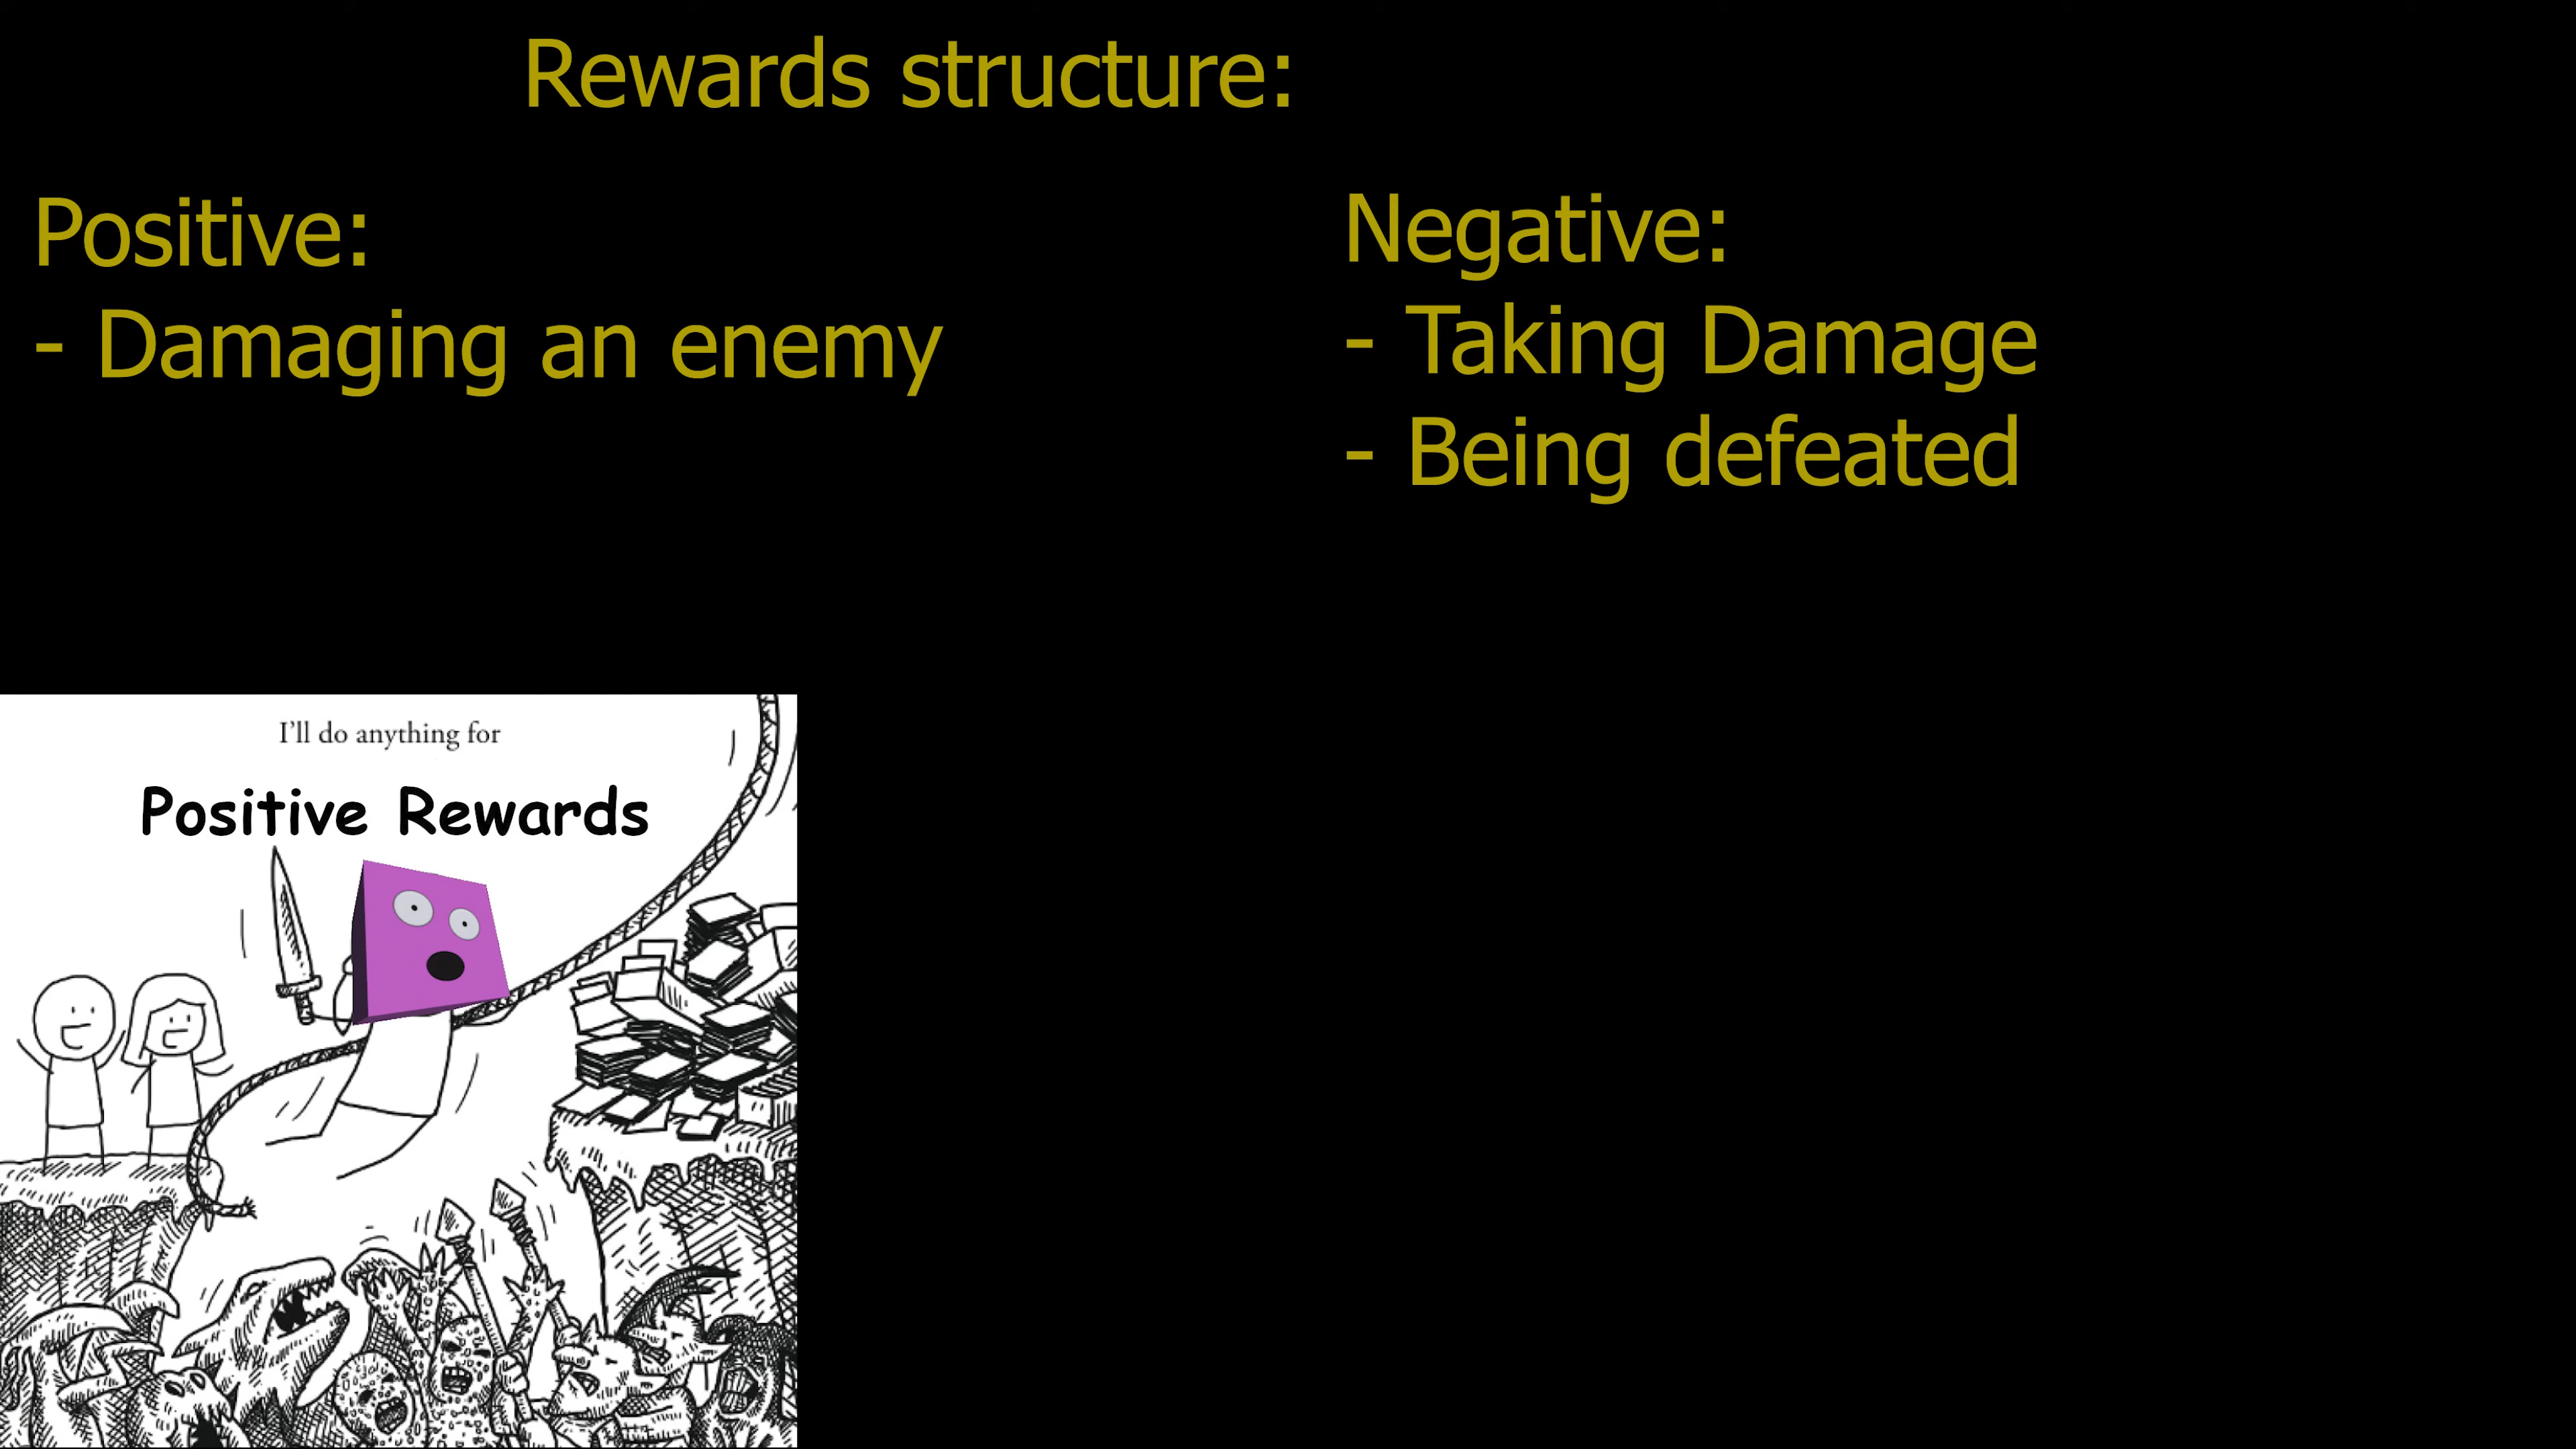 Rewards structure:
Positive:
- Damaging an enemy
Negative:
- Taking Damage
- Being defeated
I'll do anything for
Positive Rewards